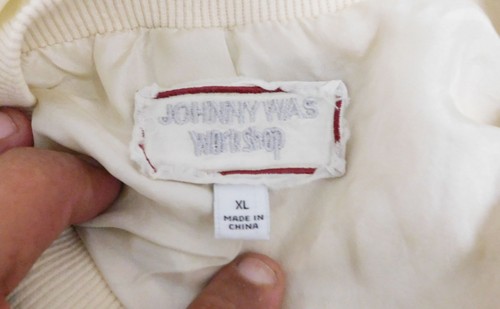 JOHNNY WAS
Workshop
XL
MADE IN
CHINA